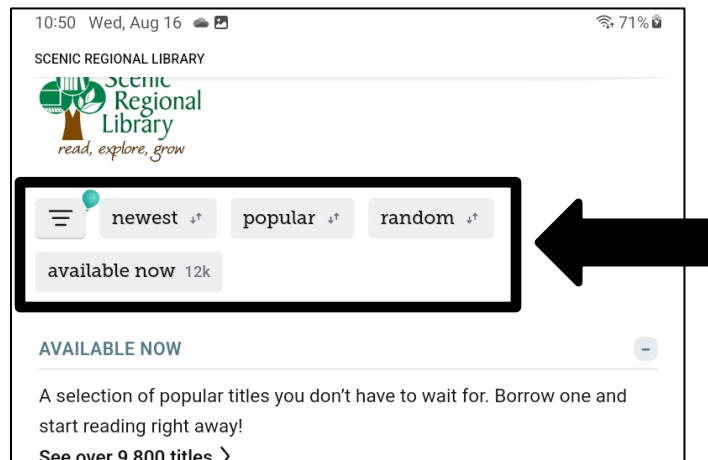 10:50 Wed, Aug 16 71%
SCENIC REGIONAL LIBRARY
Scenic
Regional
Library
read, explore, grow
newest popular random
available now 12k
AVAILABLE NOW
A selection of popular titles you don't have to wait for. Borrow one and
start reading right away!
See over 9,800 titles